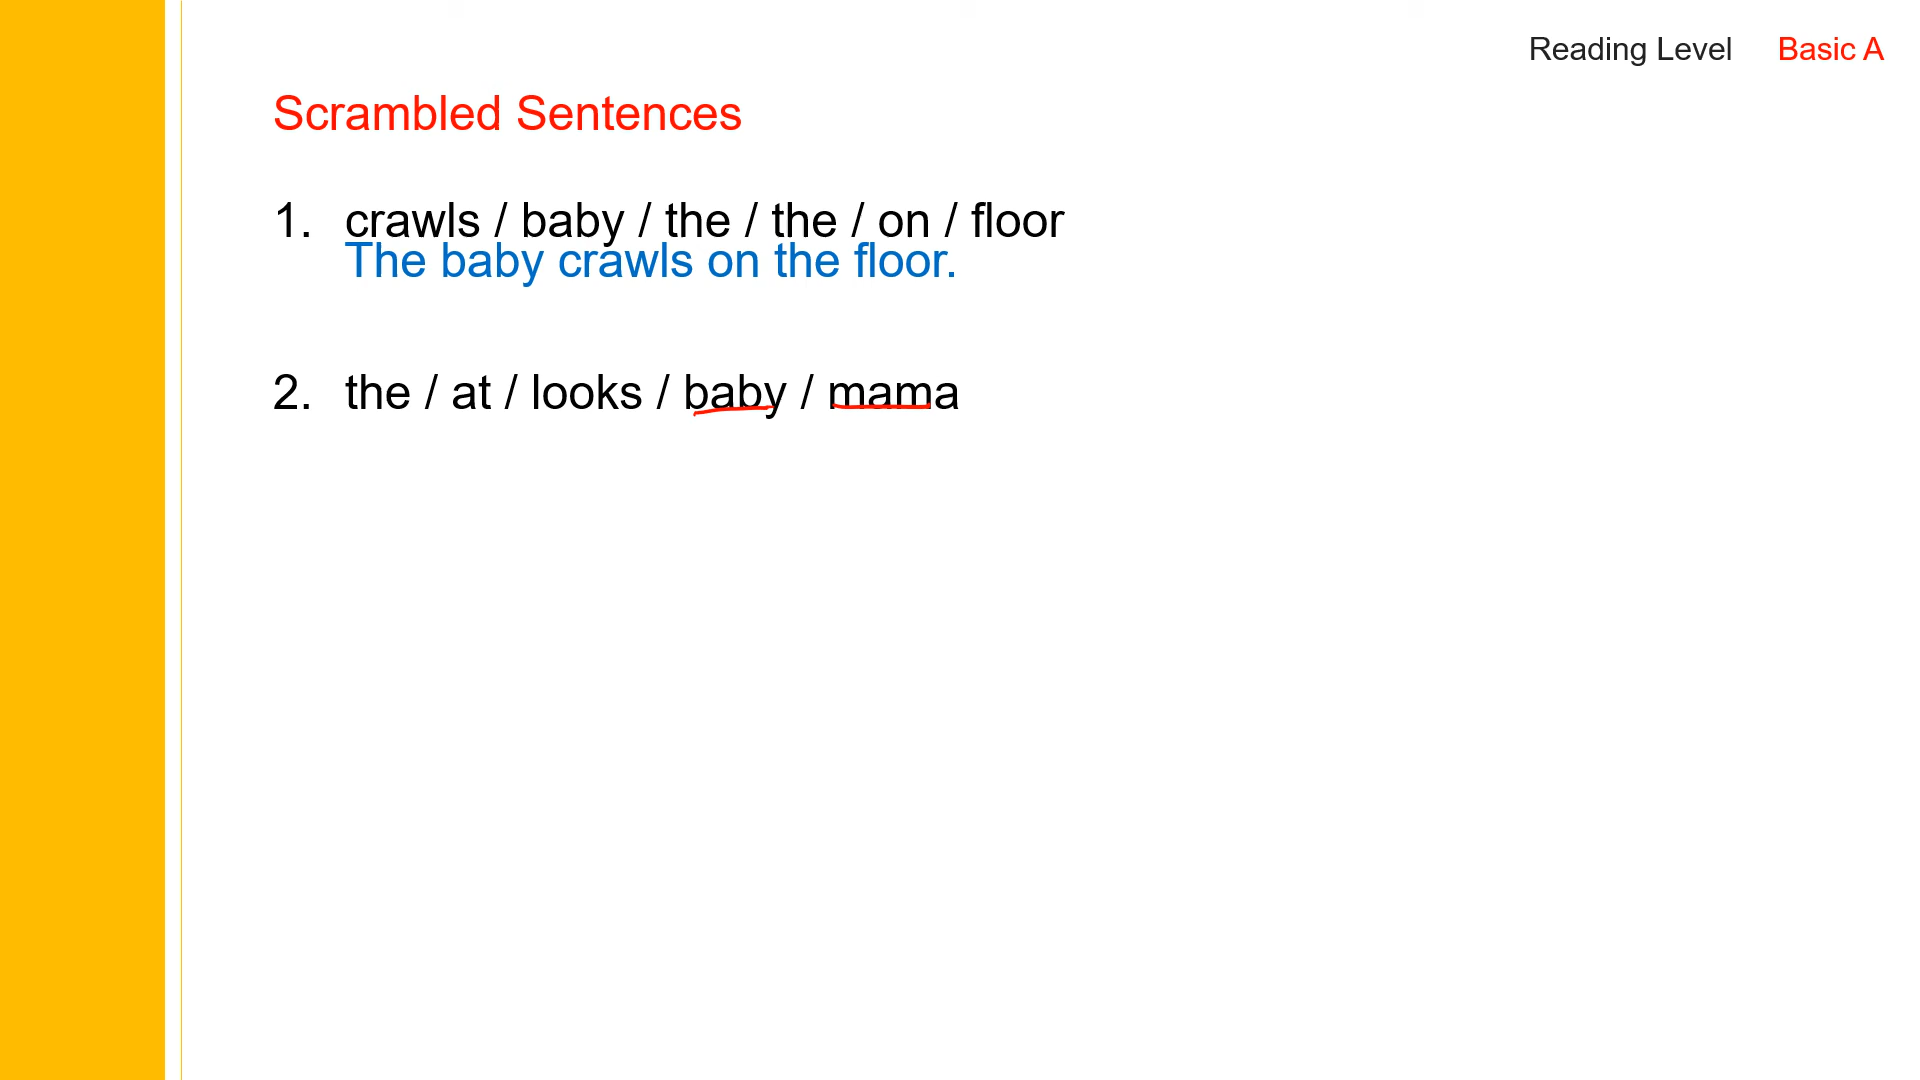 Reading Level Basic A
Scrambled Sentences
1. crawls / baby / the / the / on / floor
The baby crawls on the floor.
2. the / at / looks / baby / mama